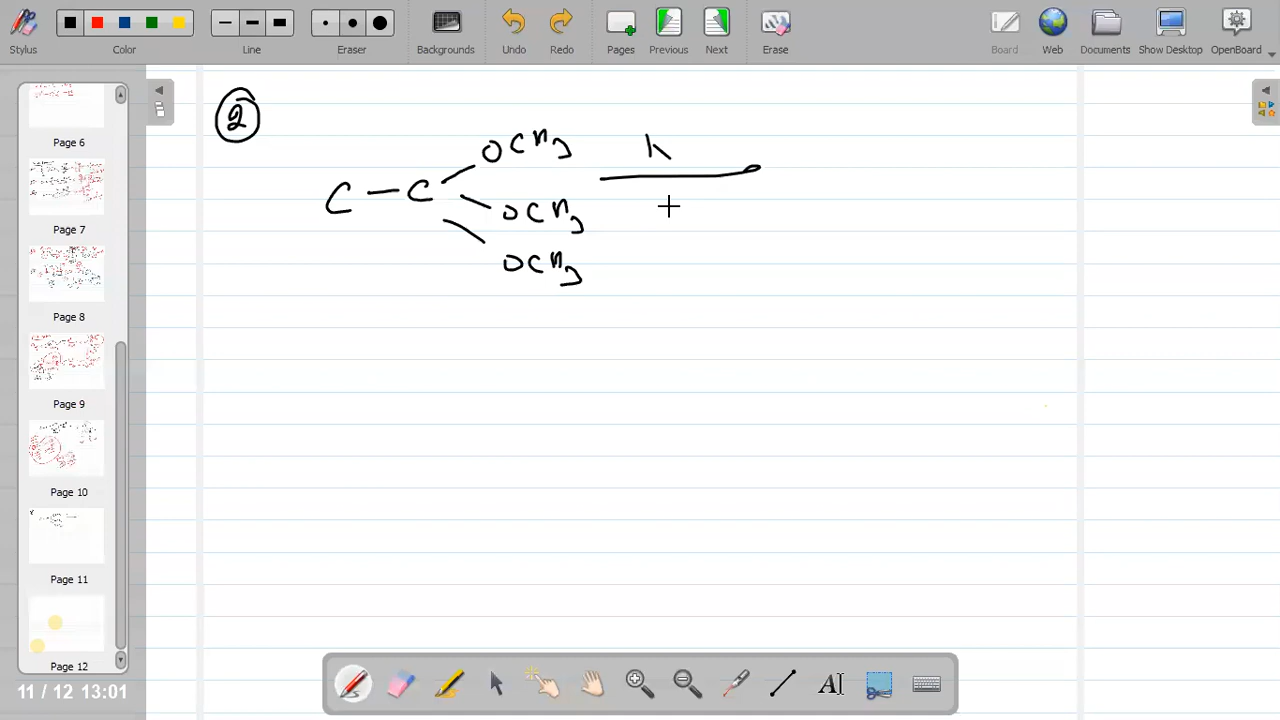 Stylus Color Line Eraser Backgrounds Undo Redo Pages Previous Next Erase Board Web Documents Show Desktop OpenBoard
Page 6
Page 7
Page 8
Page 9
Page 10
Page 11
Page 12
11 / 12 13:01
②
OCH3
C - C
OCH3
OCH3